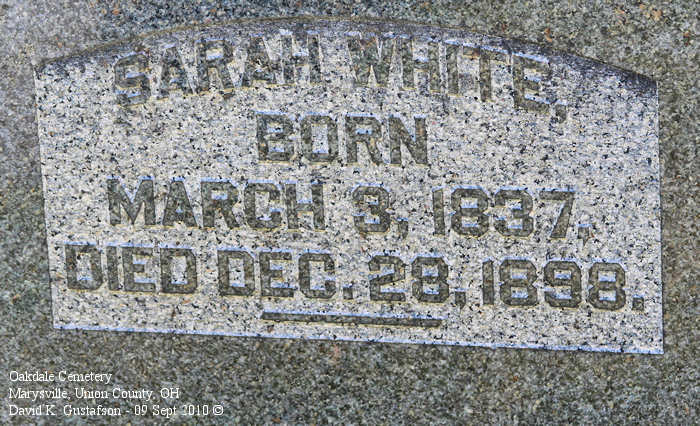 SARAH WHITE,
BORN
MARCH 3, 1837,
DIED DEC. 28, 1898.
Oakdale Cemetery
Marysville, Union County, OH
David K. Gustafson - 09 Sept 2010 ©